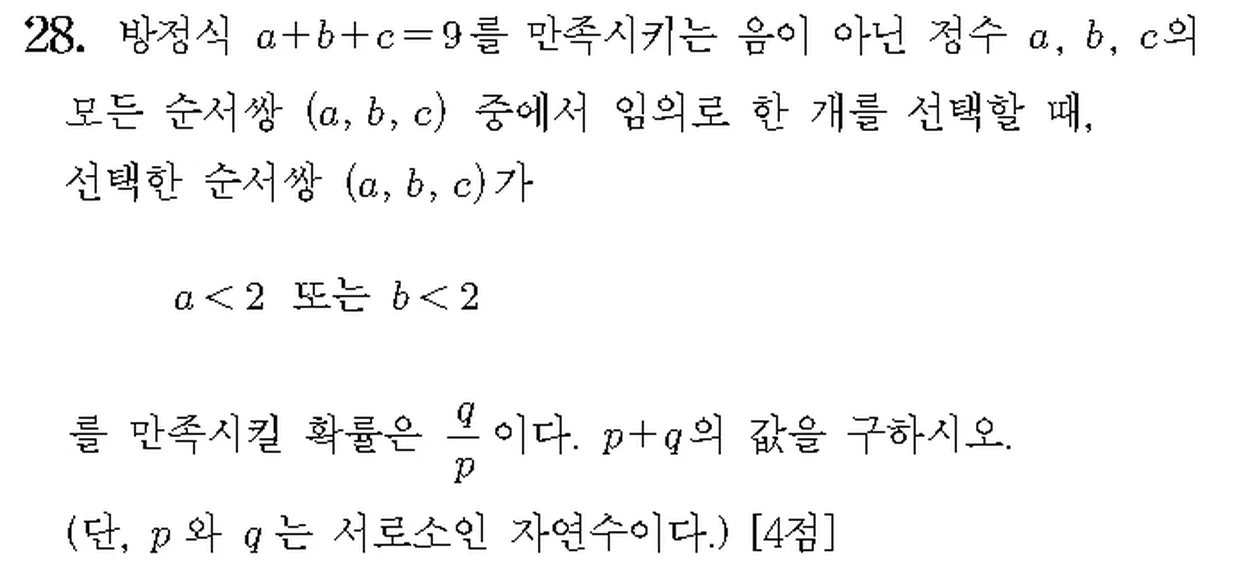 28. 방정식 a+b+c=9를 만족시키는 음이 아닌 정수 a, b, c의
모든 순서쌍 (a, b, c) 중에서 임의로 한 개를 선택할 때,
선택한 순서쌍 (a, b, c)가
a<2 또는 b<2
를 만족시킬 확률은 q/p이다. p+q의 값을 구하시오.
(단, p와 q는 서로소인 자연수이다.) [4점]